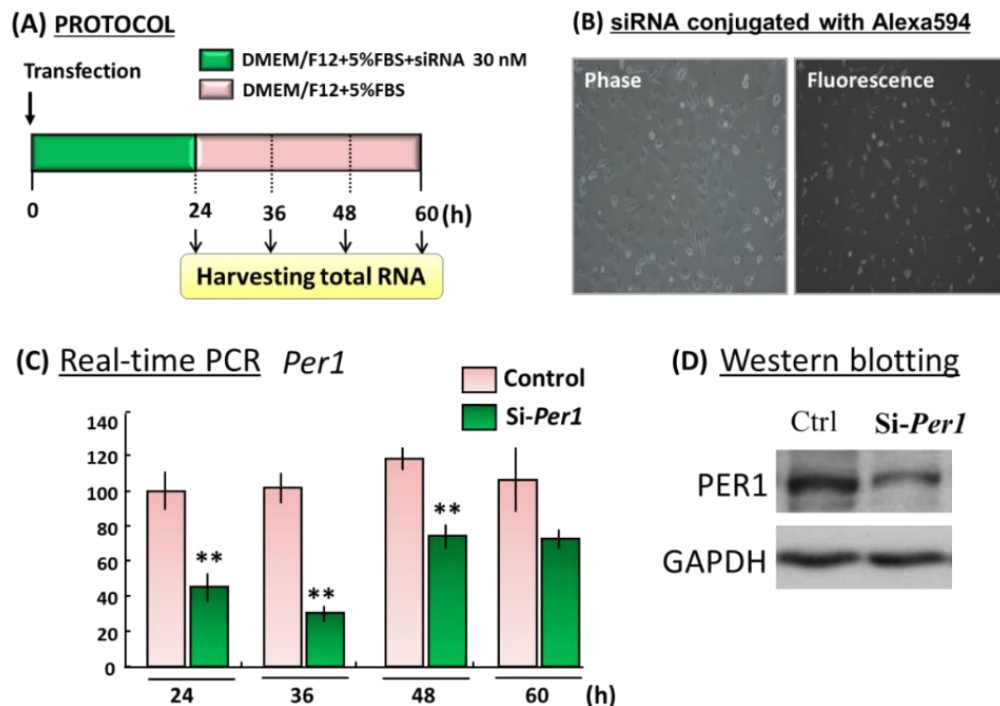 (A) PROTOCOL
Transfection
DMEM/F12+5%FBS+siRNA 30 nM
DMEM/F12+5%FBS
0 24 36 48 60 (h)
Harvesting total RNA
(B) siRNA conjugated with Alexa594
Phase
Fluorescence
(C) Real-time PCR Per1
Control
Si-Per1
140
120
100
80
60
40
20
0
**
**
**
24 36 48 60 (h)
(D) Western blotting
Ctrl Si-Per1
PER1
GAPDH